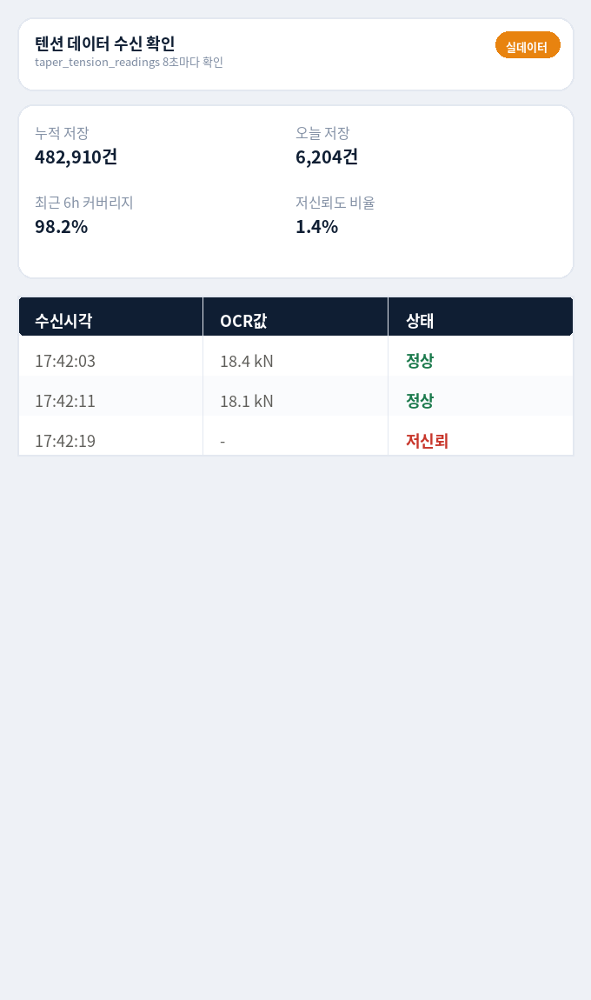 텐션 데이터 수신 확인
실데이터
taper_tension_readings 8초마다 확인
누적 저장 오늘 저장
482,910건 6,204건
최근 6h 커버리지 저신뢰도 비율
98.2% 1.4%
수신시각 OCR값 상태
17:42:03 18.4 kN 정상
17:42:11 18.1 kN 정상
17:42:19 - 저신뢰